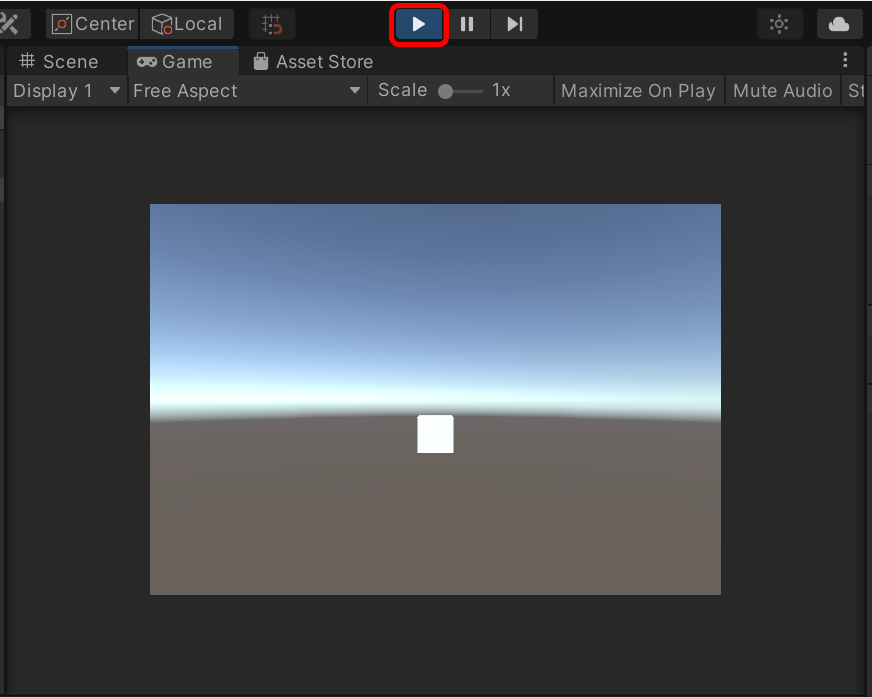 Center Local
Scene Game Asset Store
Display 1 Free Aspect Scale 1x Maximize On Play Mute Audio St